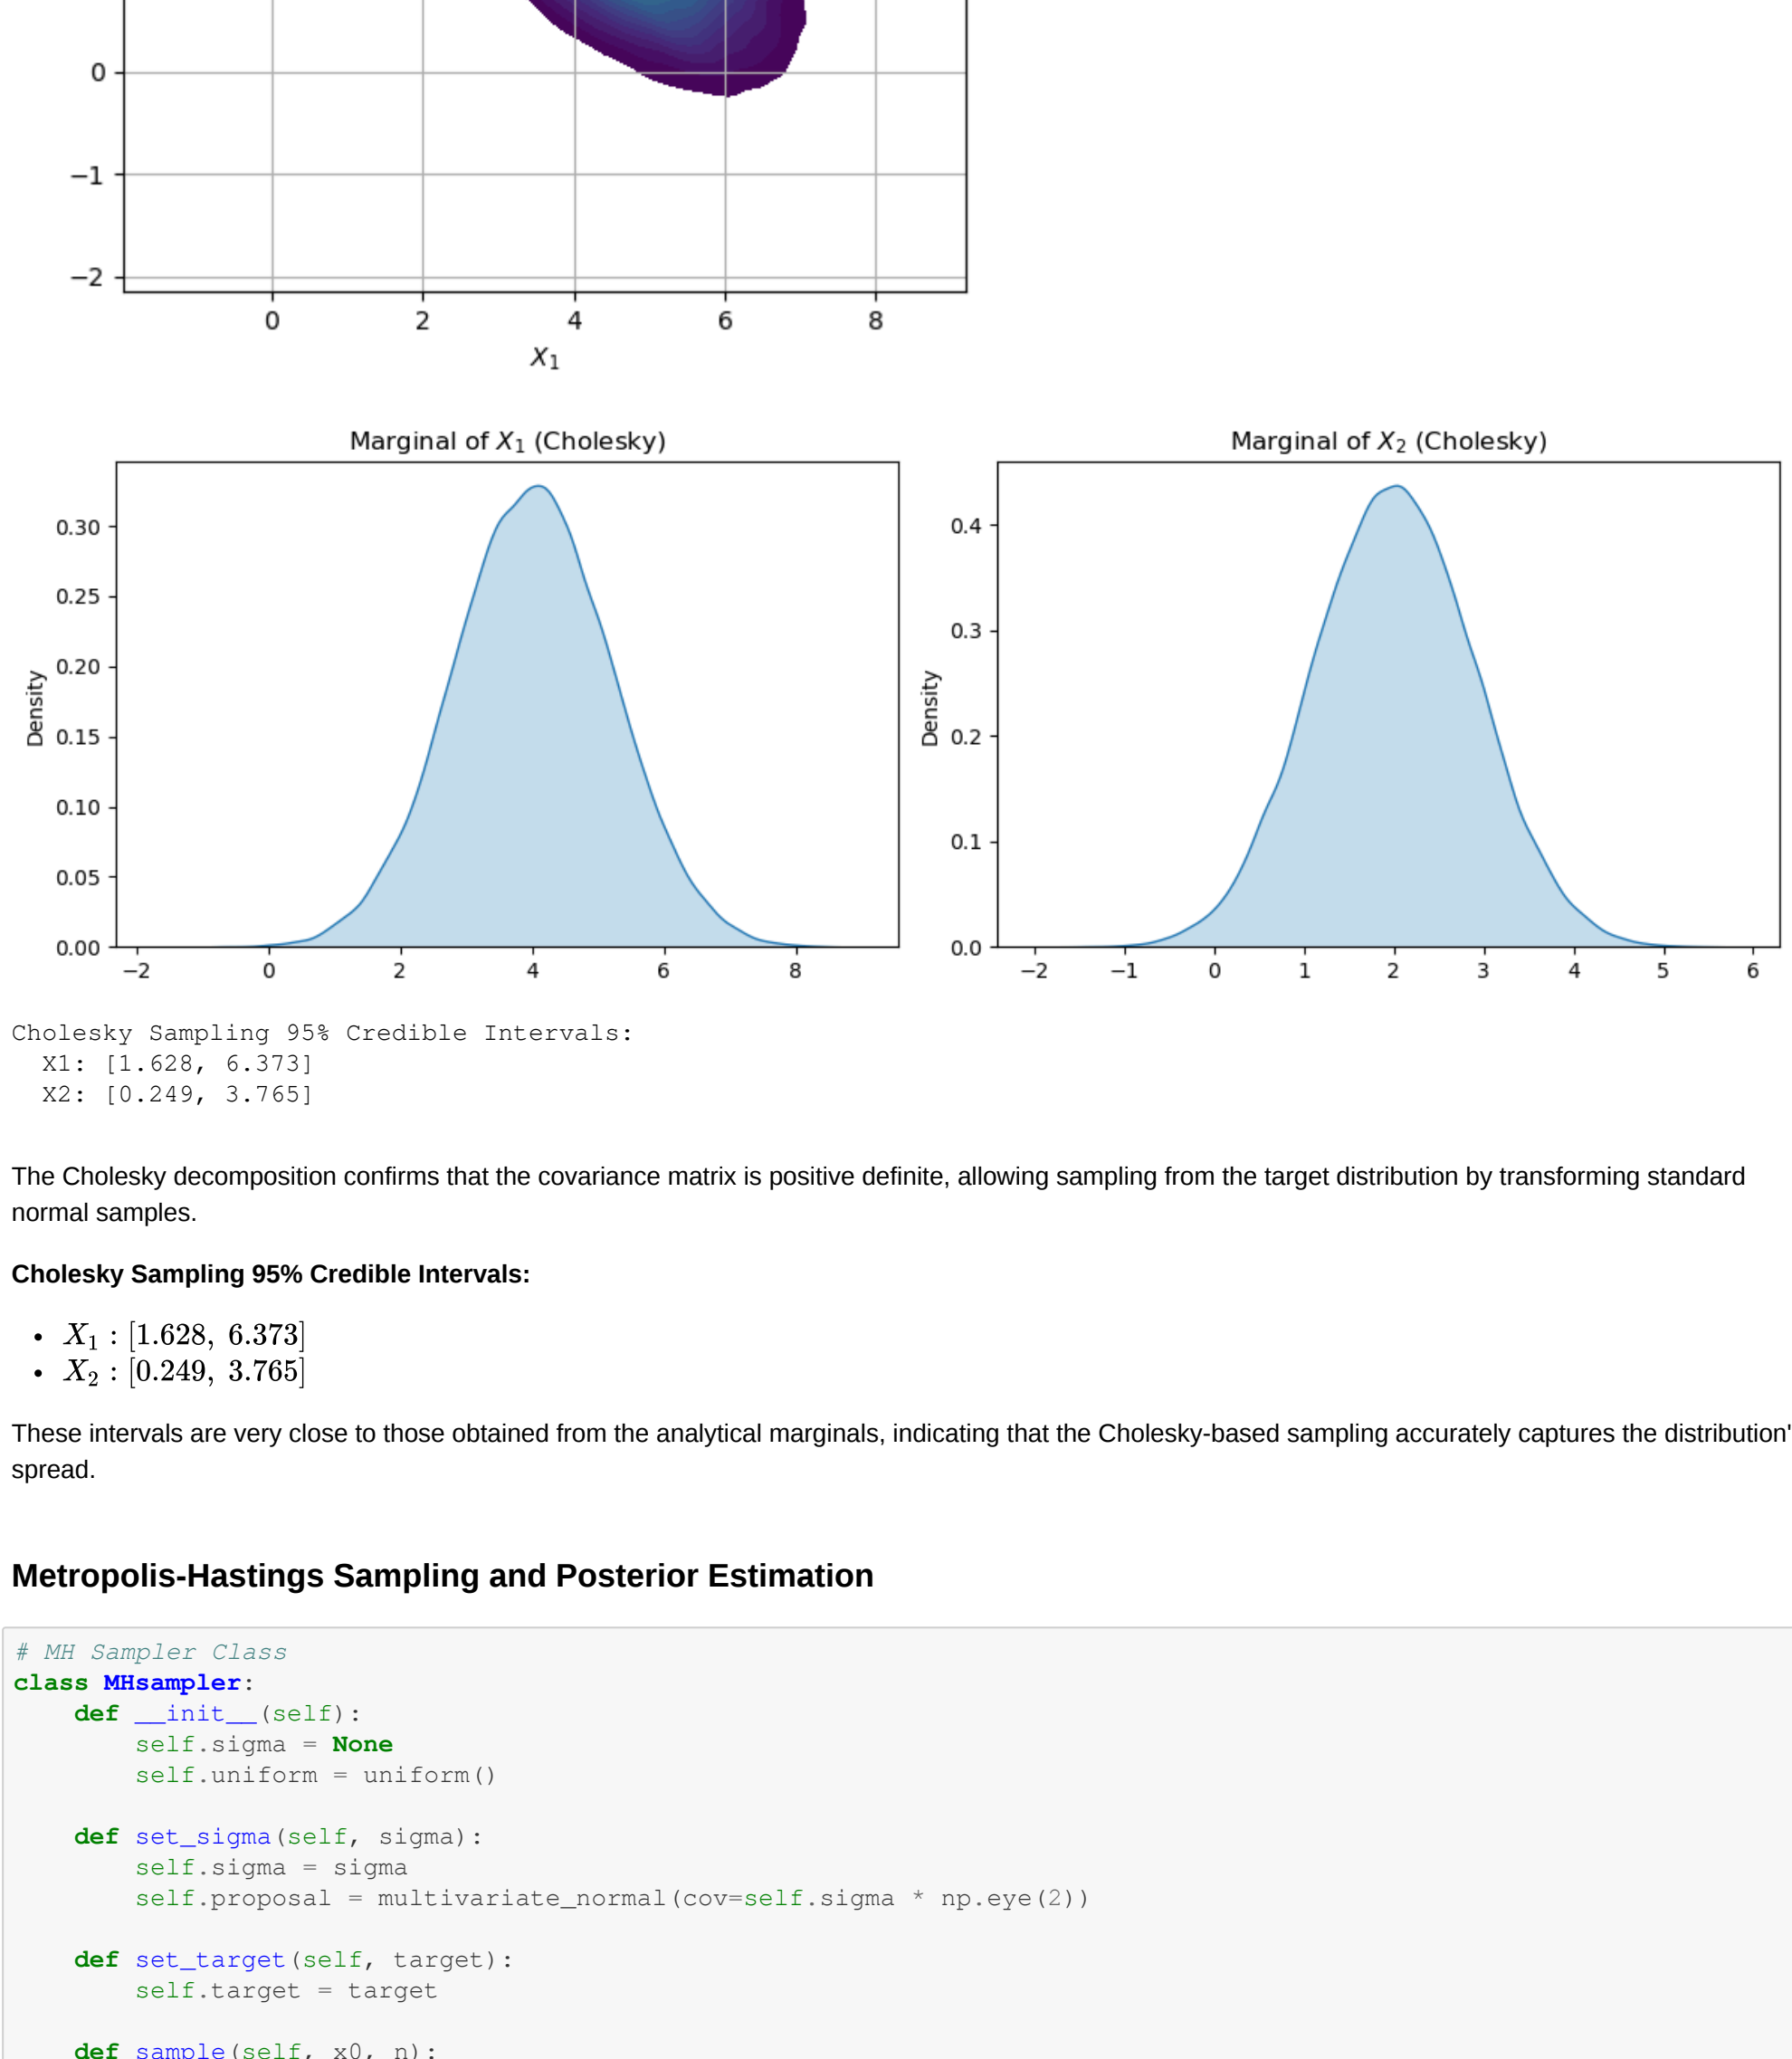 0
−1
−2
0 2 4 6 8
X₁
Marginal of X₁ (Cholesky)
0.30
0.25
0.20
0.15
0.10
0.05
0.00
Density
−2 0 2 4 6 8
Marginal of X₂ (Cholesky)
0.4
0.3
0.2
0.1
0.0
Density
−2 −1 0 1 2 3 4 5 6
Cholesky Sampling 95% Credible Intervals:
  X1: [1.628, 6.373]
  X2: [0.249, 3.765]
The Cholesky decomposition confirms that the covariance matrix is positive definite, allowing sampling from the target distribution by transforming standard
normal samples.
Cholesky Sampling 95% Credible Intervals:
• X₁ : [1.628, 6.373]
• X₂ : [0.249, 3.765]
These intervals are very close to those obtained from the analytical marginals, indicating that the Cholesky-based sampling accurately captures the distribution'
spread.
Metropolis-Hastings Sampling and Posterior Estimation
# MH Sampler Class
class MHsampler:
    def __init__(self):
        self.sigma = None
        self.uniform = uniform()
    def set_sigma(self, sigma):
        self.sigma = sigma
        self.proposal = multivariate_normal(cov=self.sigma * np.eye(2))
    def set_target(self, target):
        self.target = target
    def sample(self, x0, n):